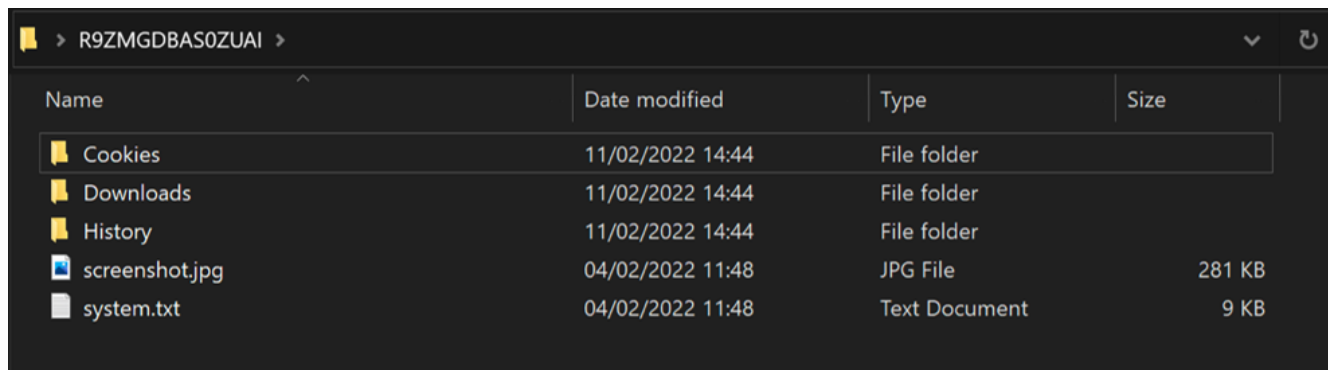 R9ZMGDBAS0ZUAI
Name Date modified Type Size
Cookies 11/02/2022 14:44 File folder
Downloads 11/02/2022 14:44 File folder
History 11/02/2022 14:44 File folder
screenshot.jpg 04/02/2022 11:48 JPG File 281 KB
system.txt 04/02/2022 11:48 Text Document 9 KB